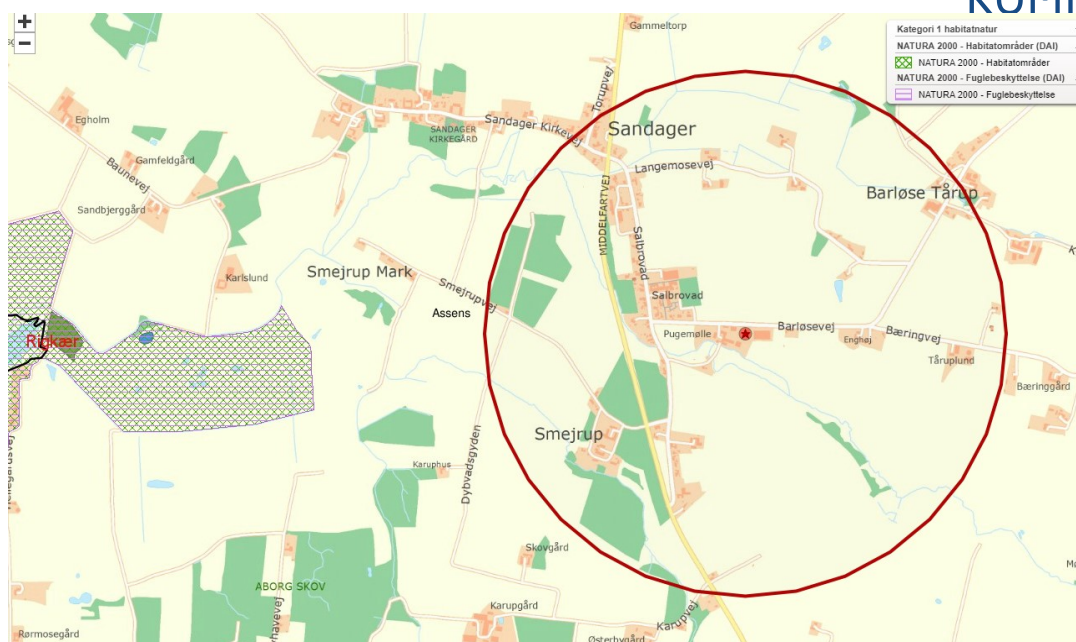 Kategori 1 habitatnatur
NATURA 2000 - Habitatområder (DAI)
NATURA 2000 - Habitatområder
NATURA 2000 - Fuglebeskyttelse (DAI)
NATURA 2000 - Fuglebeskyttelse
+
−
Gammeltorp
Torupvej
Egholm
SANDAGER
KIRKEGÅRD
Sandager Kirkevej
Sandager
Gamfeldgård
Baunevej
Langemosevej
Barløse Tårup
Sandbjerggård
MIDDELFARTVEJ
Salbrovad
Smejrup Mark
Karlslund
Smejrupvej
Assens
Salbrovad
Rigkær
Pugemølle
Barløsevej
Enghøj
Bæringvej
Tåruplund
Bæringgård
Smejrup
Karuphus
Dybvadsgyden
Skovgård
ABORG SKOV
Karupgård
Karupvej
Rørmosegård
Østerbygård